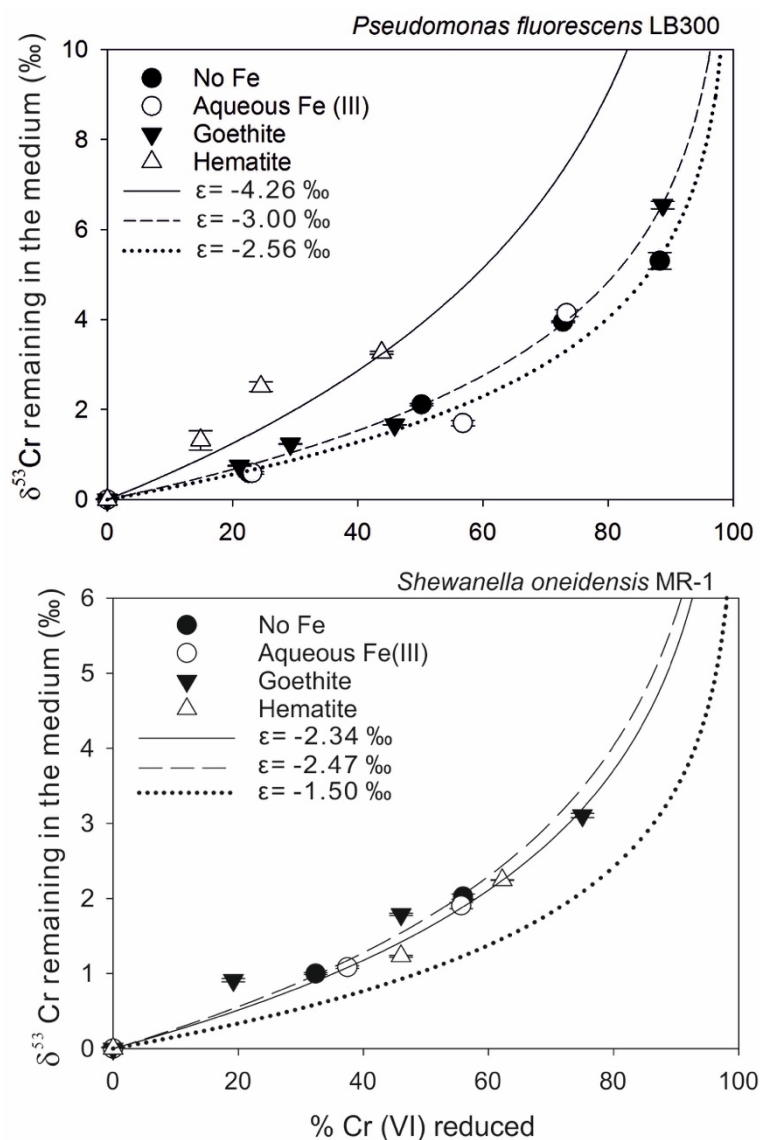 Pseudomonas fluorescens LB300
10
8
6
4
2
0
δ⁵³Cr remaining in the medium (‰)
No Fe
Aqueous Fe (III)
Goethite
Hematite
ε= -4.26 ‰
ε= -3.00 ‰
ε= -2.56 ‰
0 20 40 60 80 100
Shewanella oneidensis MR-1
6
5
4
3
2
1
0
δ⁵³ Cr remaining in the medium (‰)
No Fe
Aqueous Fe(III)
Goethite
Hematite
ε= -2.34 ‰
ε= -2.47 ‰
ε= -1.50 ‰
0 20 40 60 80 100
% Cr (VI) reduced